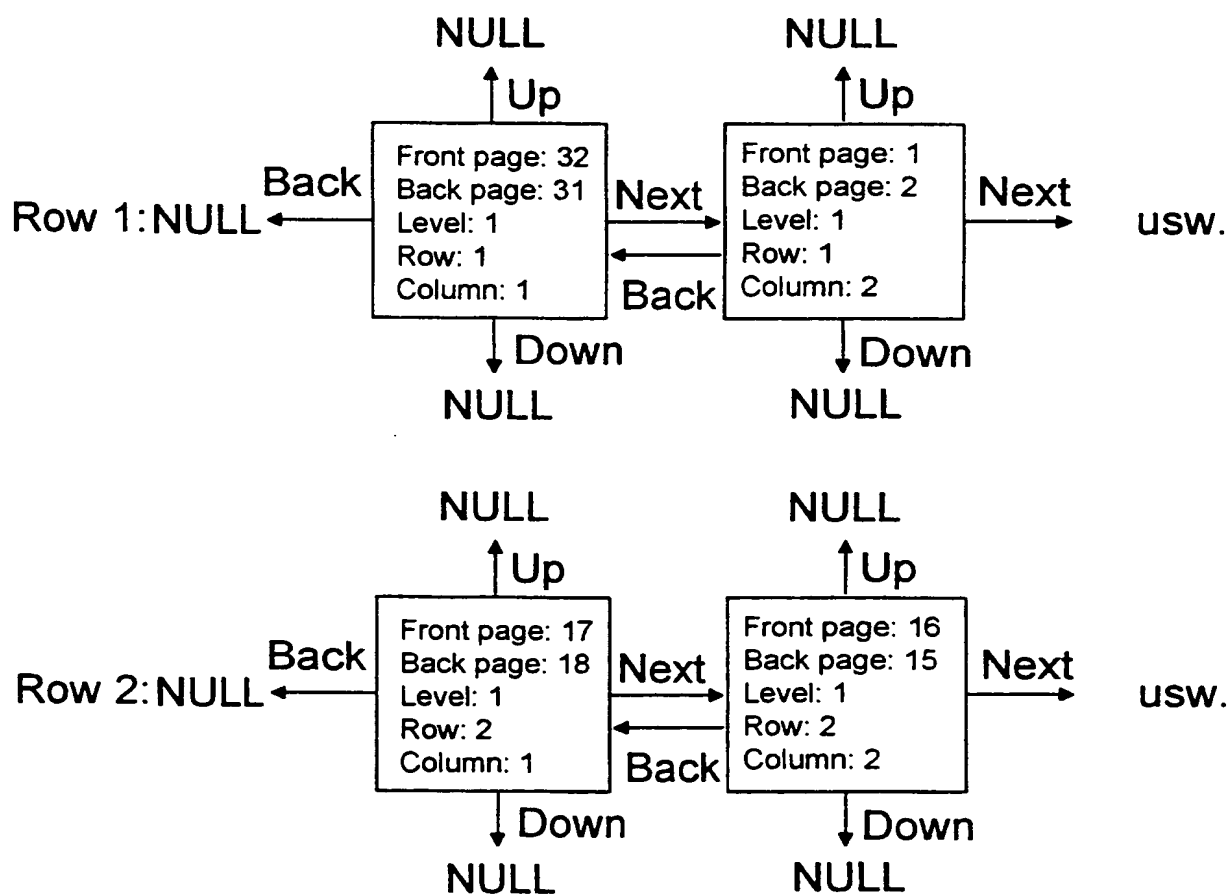 NULL NULL
Up Up
Front page: 32
Back page: 31
Level: 1
Row: 1
Column: 1
Front page: 1
Back page: 2
Level: 1
Row: 1
Column: 2
Back Next Next
Row 1: NULL usw.
Back
Down Down
NULL NULL
NULL NULL
Up Up
Front page: 17
Back page: 18
Level: 1
Row: 2
Column: 1
Front page: 16
Back page: 15
Level: 1
Row: 2
Column: 2
Back Next Next
Row 2: NULL usw.
Back
Down Down
NULL NULL